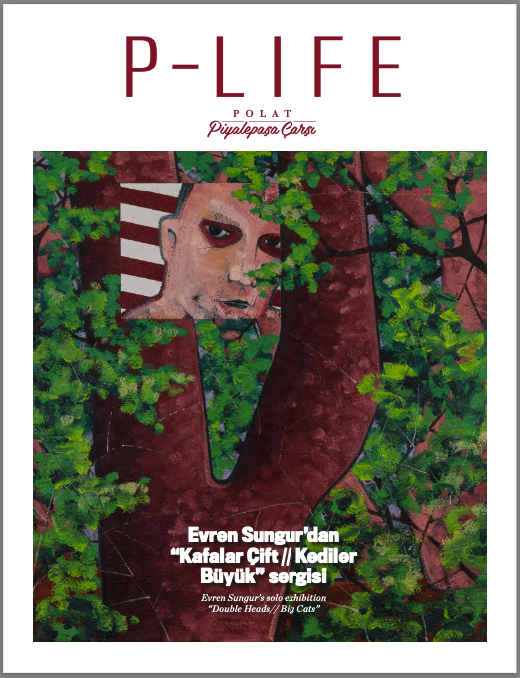 P-LIFE
POLAT
Piyalepaşa Çarşı
Evren Sungur'dan
“Kafalar Çift // Kediler
Büyük” sergisi
Evren Sungur's solo exhibition
“Double Heads// Big Cats”